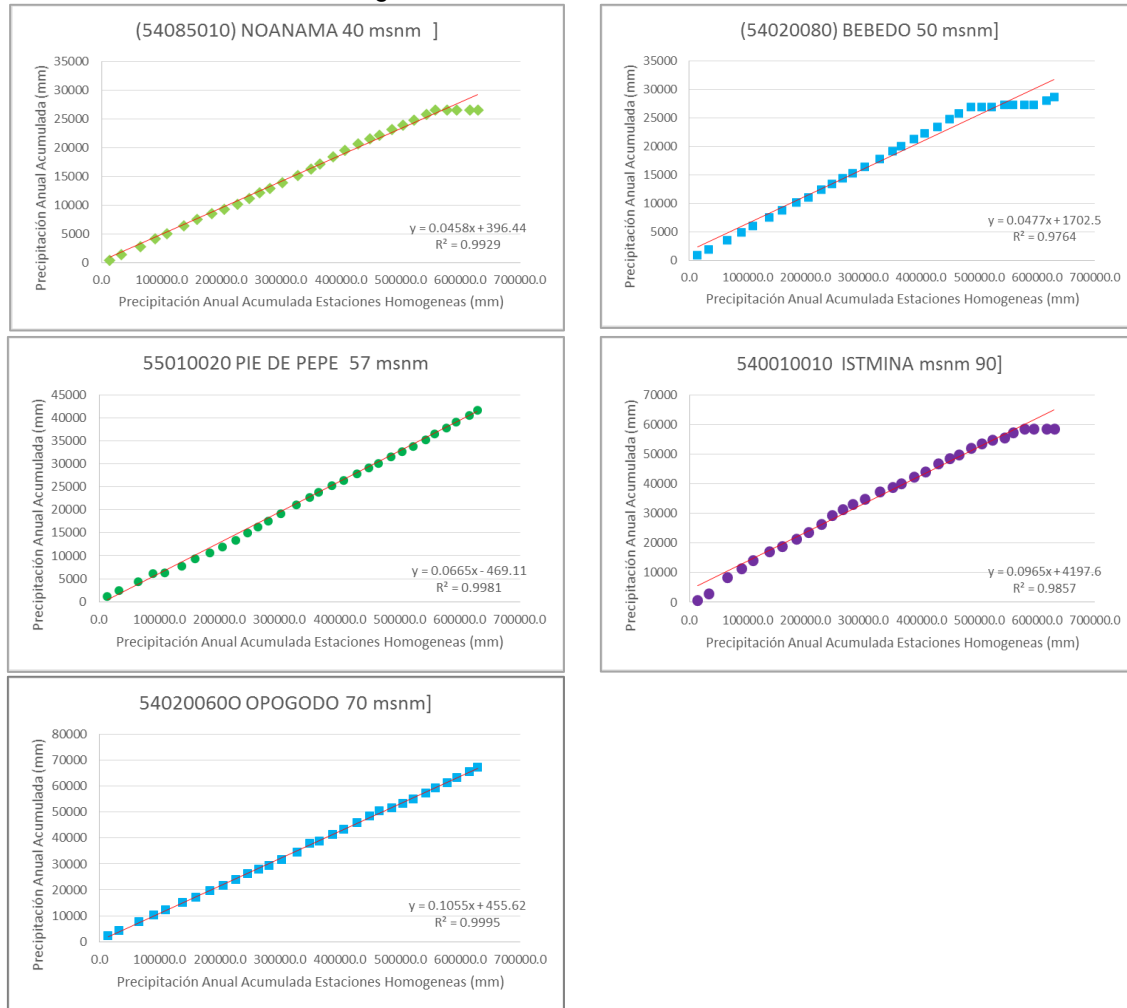 (54085010) NOANAMA 40 msnm ]
Precipitación Anual Acumulada (mm)
35000
30000
25000
20000
15000
10000
5000
0
y = 0.0458x + 396.44
R² = 0.9929
0.0 100000.0 200000.0 300000.0 400000.0 500000.0 600000.0 700000.0
Precipitación Anual Acumulada Estaciones Homogeneas (mm)
(54020080) BEBEDO 50 msnm]
Precipitación Anual Acumulada (mm)
35000
30000
25000
20000
15000
10000
5000
0
y = 0.0477x + 1702.5
R² = 0.9764
0.0 100000.0 200000.0 300000.0 400000.0 500000.0 600000.0 700000.0
Precipitación Anual Acumulada Estaciones Homogeneas (mm)
55010020 PIE DE PEPE 57 msnm
Precipitación Anual Acumulada (mm)
45000
40000
35000
30000
25000
20000
15000
10000
5000
0
y = 0.0665x - 469.11
R² = 0.9981
0.0 100000.0 200000.0 300000.0 400000.0 500000.0 600000.0 700000.0
Precipitación Anual Acumulada Estaciones Homogeneas (mm)
540010010 ISTMINA msnm 90]
Precipitación Anual Acumulada (mm)
70000
60000
50000
40000
30000
20000
10000
0
y = 0.0965x + 4197.6
R² = 0.9857
0.0 100000.0 200000.0 300000.0 400000.0 500000.0 600000.0 700000.0
Precipitación Anual Acumulada Estaciones Homogeneas (mm)
54020060O OPOGODO 70 msnm]
Precipitación Anual Acumulada (mm)
80000
70000
60000
50000
40000
30000
20000
10000
0
y = 0.1055x + 455.62
R² = 0.9995
0.0 100000.0 200000.0 300000.0 400000.0 500000.0 600000.0 700000.0
Precipitación Anual Acumulada Estaciones Homogeneas (mm)